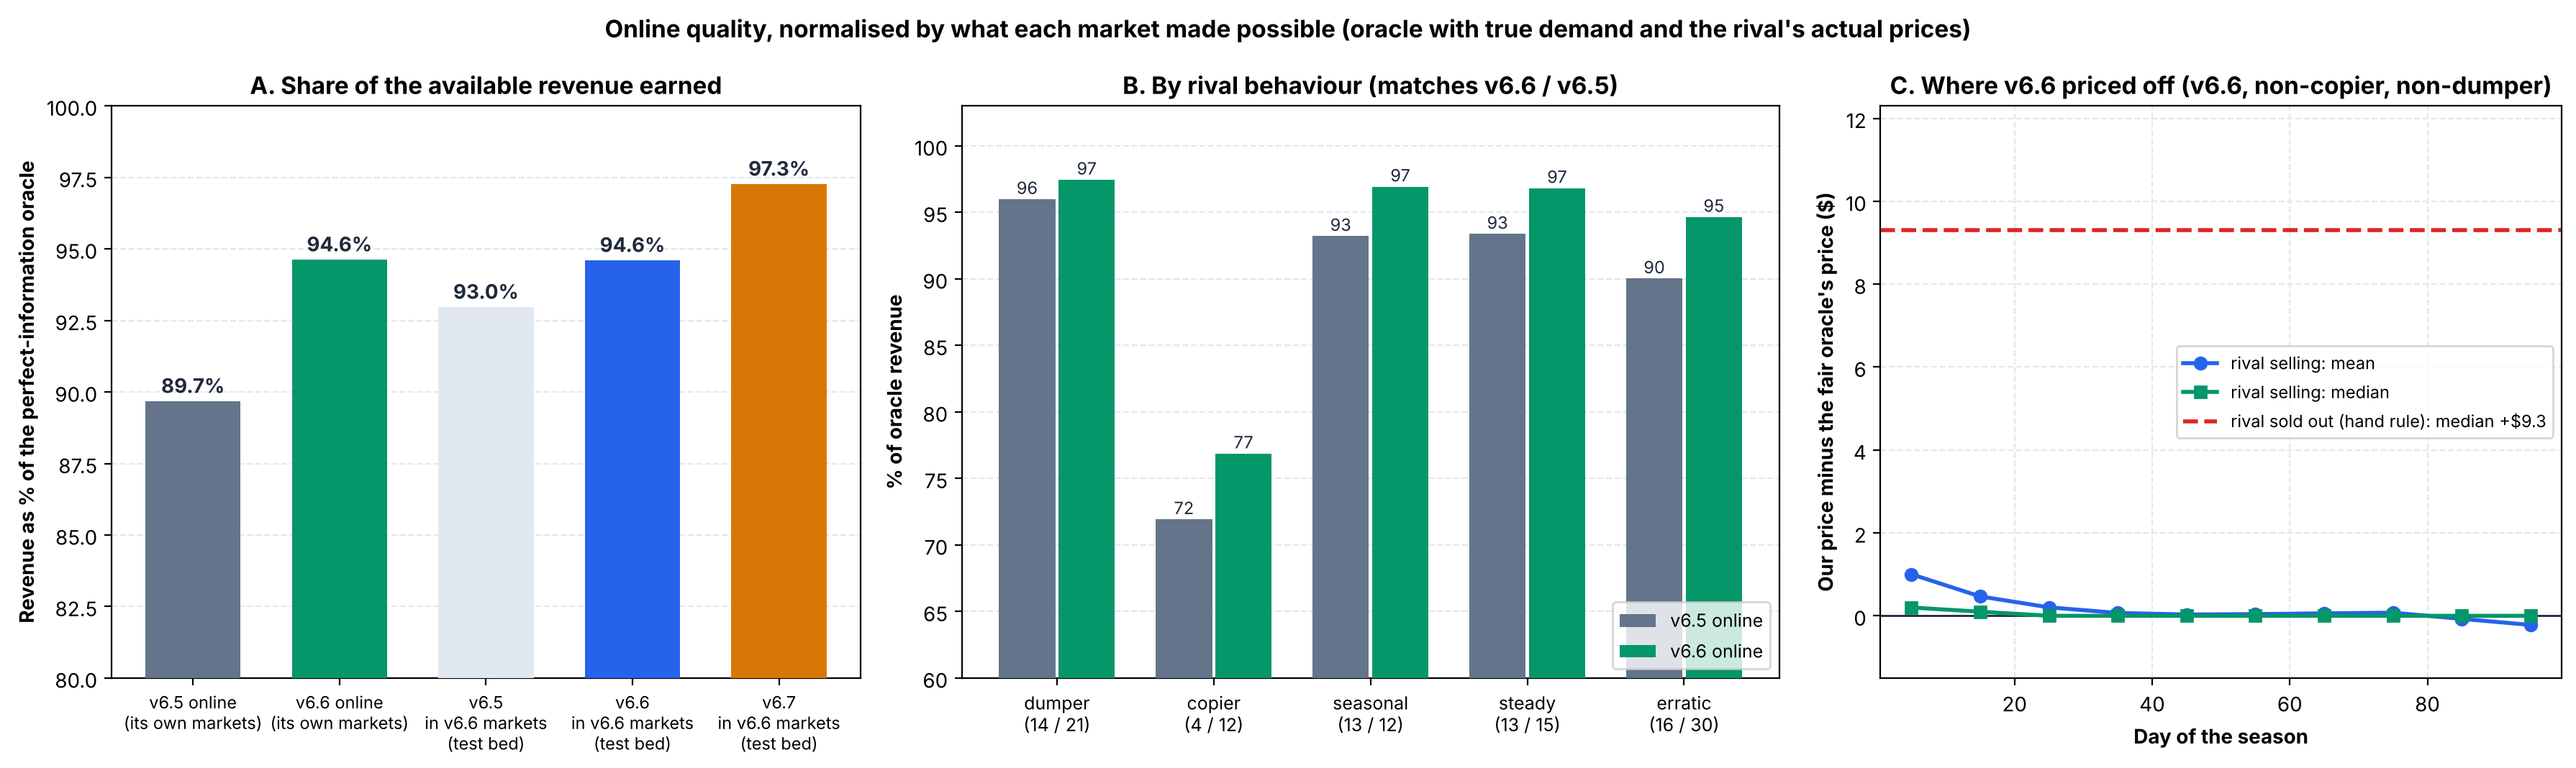 Online quality, normalised by what each market made possible (oracle with true demand and the rival's actual prices)
A. Share of the available revenue earned
Revenue as % of the perfect-information oracle
100.0
97.5
95.0
92.5
90.0
87.5
85.0
82.5
80.0
89.7%
94.6%
93.0%
94.6%
97.3%
v6.5 online
(its own markets)
v6.6 online
(its own markets)
v6.5
in v6.6 markets
(test bed)
v6.6
in v6.6 markets
(test bed)
v6.7
in v6.6 markets
(test bed)
B. By rival behaviour (matches v6.6 / v6.5)
% of oracle revenue
100
95
90
85
80
75
70
65
60
96
97
72
77
93
97
93
97
90
95
v6.5 online
v6.6 online
dumper
(14 / 21)
copier
(4 / 12)
seasonal
(13 / 12)
steady
(13 / 15)
erratic
(16 / 30)
C. Where v6.6 priced off (v6.6, non-copier, non-dumper)
Our price minus the fair oracle's price ($)
12
10
8
6
4
2
0
rival selling: mean
rival selling: median
rival sold out (hand rule): median +$9.3
20
40
60
80
Day of the season